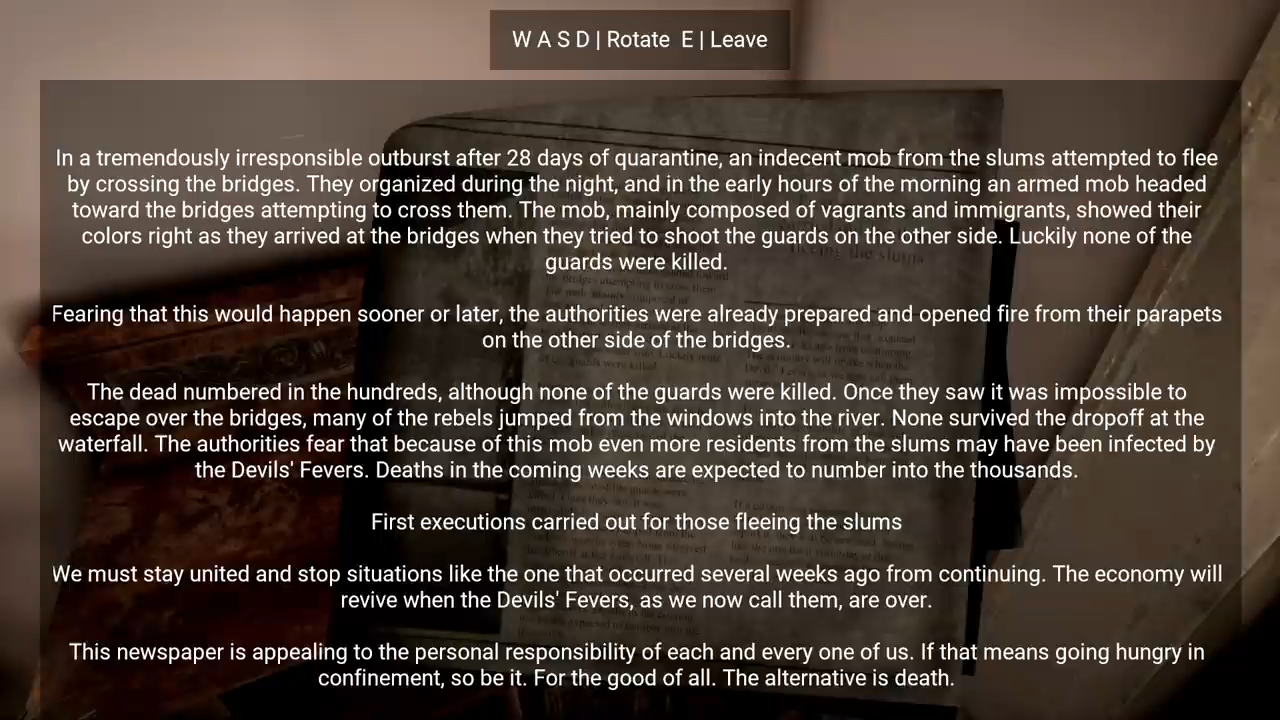 W A S D | Rotate  E | Leave
In a tremendously irresponsible outburst after 28 days of quarantine, an indecent mob from the slums attempted to flee
by crossing the bridges. They organized during the night, and in the early hours of the morning an armed mob headed
toward the bridges attempting to cross them. The mob, mainly composed of vagrants and immigrants, showed their
colors right as they arrived at the bridges when they tried to shoot the guards on the other side. Luckily none of the
guards were killed.
Fearing that this would happen sooner or later, the authorities were already prepared and opened fire from their parapets
on the other side of the bridges.
The dead numbered in the hundreds, although none of the guards were killed. Once they saw it was impossible to
escape over the bridges, many of the rebels jumped from the windows into the river. None survived the dropoff at the
waterfall. The authorities fear that because of this mob even more residents from the slums may have been infected by
the Devils' Fevers. Deaths in the coming weeks are expected to number into the thousands.
First executions carried out for those fleeing the slums
We must stay united and stop situations like the one that occurred several weeks ago from continuing. The economy will
revive when the Devils' Fevers, as we now call them, are over.
This newspaper is appealing to the personal responsibility of each and every one of us. If that means going hungry in
confinement, so be it. For the good of all. The alternative is death.